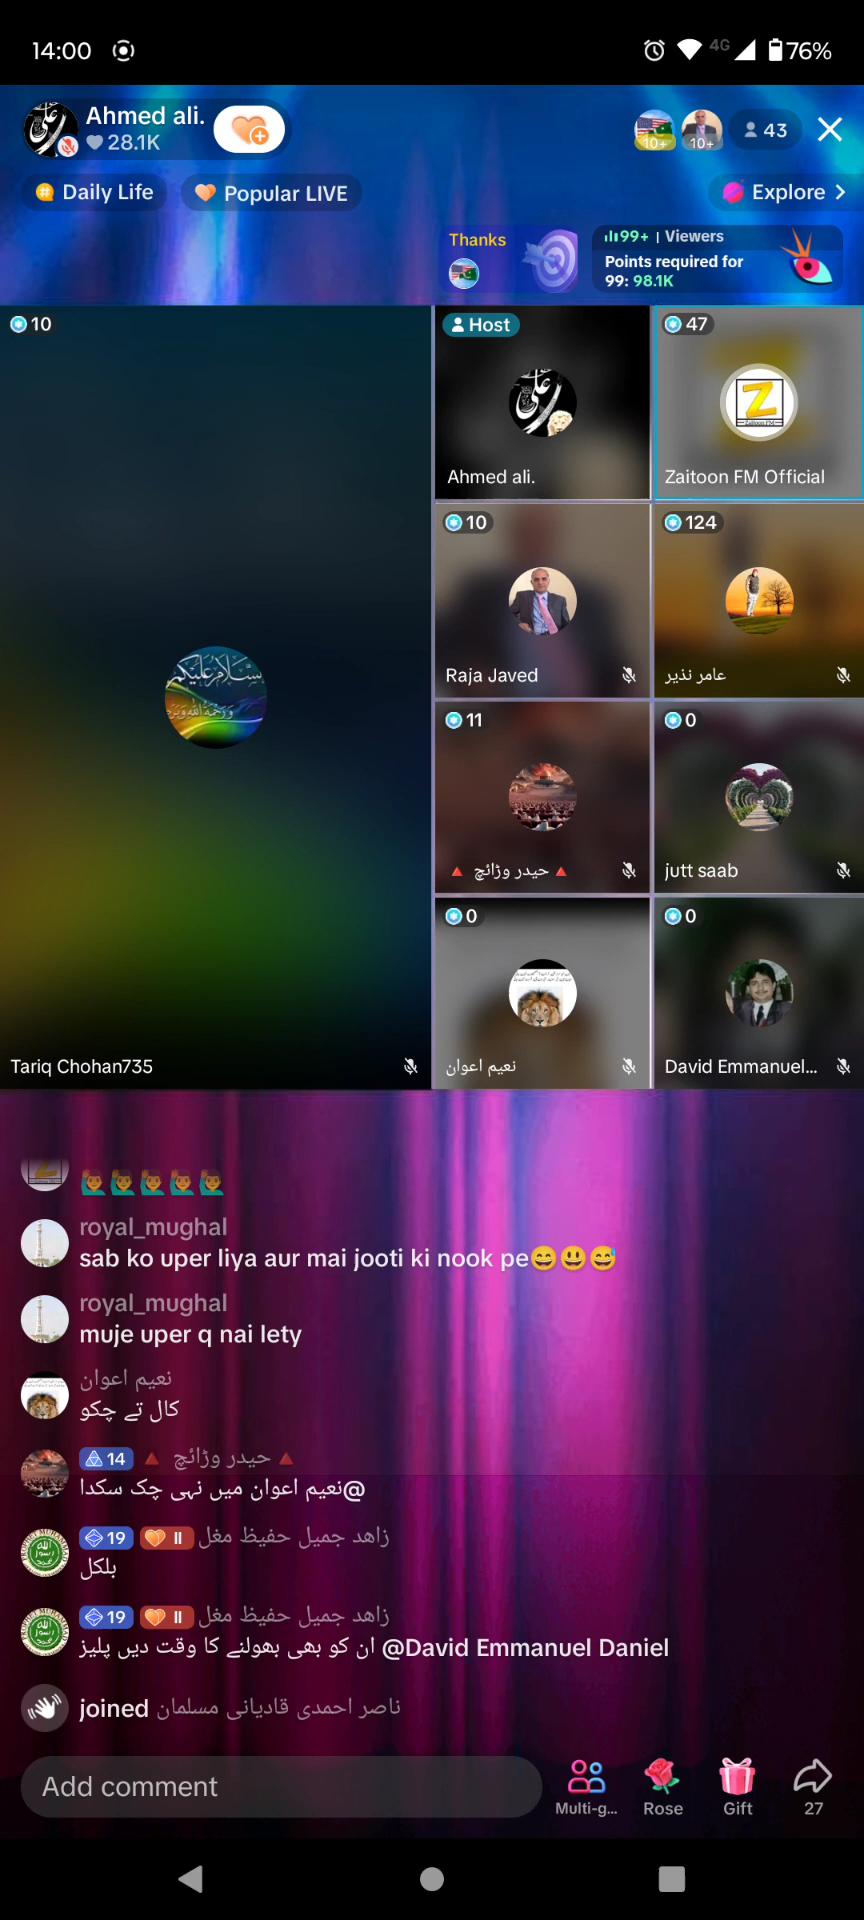 14:00
4G
76%
Ahmed ali.
28.1K
10+
10+
43
Daily Life
Popular LIVE
Explore
Thanks
99+ | Viewers
Points required for
99: 98.1K
10
Host
Ahmed ali.
47
Z
Zaitoon FM
Zaitoon FM Official
10
Raja Javed
124
عامر نذیر
11
🔺 حیدر وڑائچ 🔺
0
jutt saab
0
نعیم اعوان
0
David Emmanuel...
Tariq Chohan735
🙋‍♂️🙋‍♂️🙋‍♂️🙋‍♂️🙋‍♂️
royal_mughal
sab ko uper liya aur mai jooti ki nook pe😄😃😅
royal_mughal
muje uper q nai lety
نعیم اعوان
کال تے چکو
14 🔺 حیدر وڑائچ 🔺
@نعیم اعوان میں نہی چک سکدا
19 II زاھد جمیل حفیظ مغل
بلکل
19 II زاھد جمیل حفیظ مغل
ان کو بھی بھولنے کا وقت دیں پلیز @David Emmanuel Daniel
joined ناصر احمدی قادیانی مسلمان
Add comment
Multi-g...
Rose
Gift
27